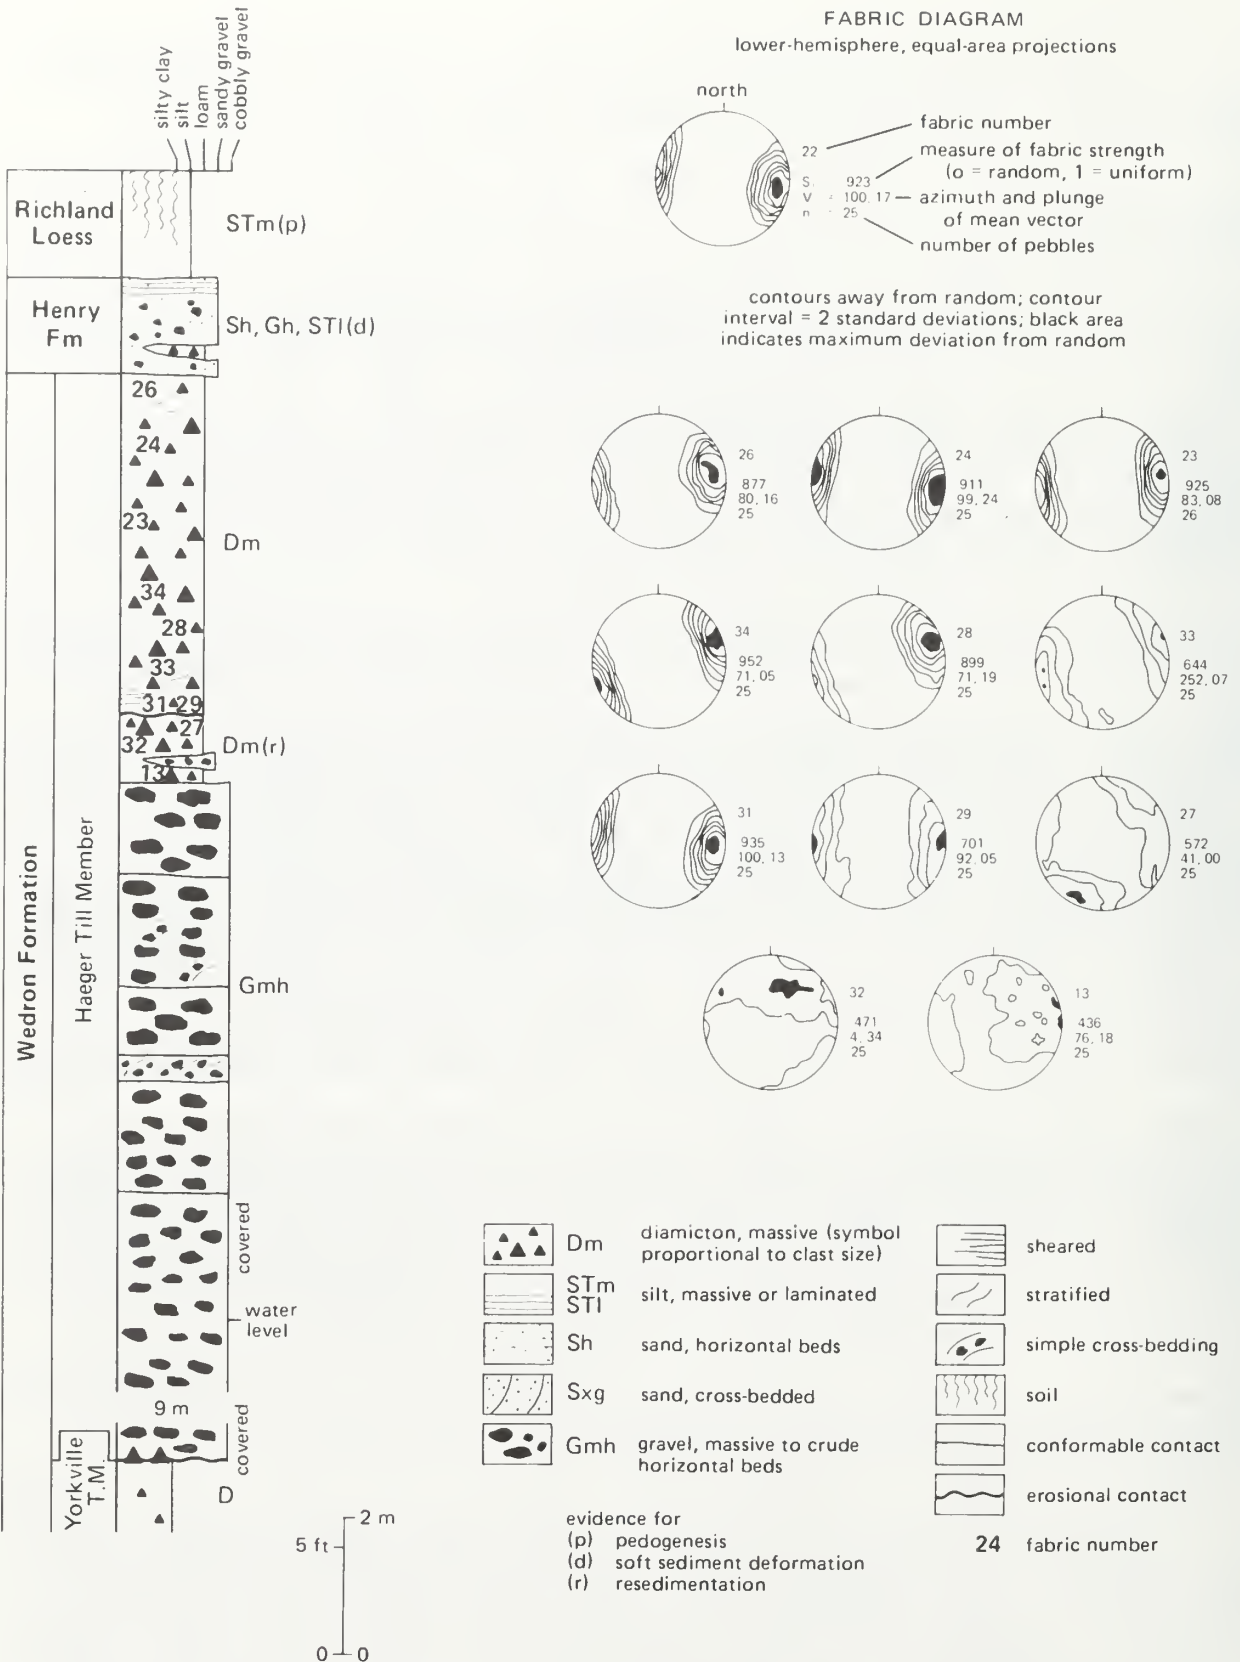 FABRIC DIAGRAM
lower-hemisphere, equal-area projections
north
22
S 923
V = 100, 17
n 25
fabric number
measure of fabric strength
(o = random, 1 = uniform)
azimuth and plunge
of mean vector
number of pebbles
contours away from random; contour
interval = 2 standard deviations; black area
indicates maximum deviation from random
silty clay
silt
loam
sandy gravel
cobbly gravel
Richland
Loess
STm(p)
Henry
Fm
Sh, Gh, STl(d)
Wedron Formation
Haeger Till Member
26
24
23
34
28
33
31
29
Dm
27
32
13
Dm(r)
Gmh
covered
water
level
9 m
covered
Yorkville
T.M.
D
26
877
80, 16
25
24
911
99, 24
25
23
925
83, 08
26
34
952
71, 05
25
28
899
71, 19
25
33
644
252, 07
25
31
935
100, 13
25
29
701
92, 05
25
27
572
41, 00
25
32
471
4, 34
25
13
436
76, 18
25
Dm diamicton, massive (symbol
proportional to clast size)
STm
STl
silt, massive or laminated
Sh sand, horizontal beds
Sxg sand, cross-bedded
Gmh gravel, massive to crude
horizontal beds
evidence for
(p) pedogenesis
(d) soft sediment deformation
(r) resedimentation
sheared
stratified
simple cross-bedding
soil
conformable contact
erosional contact
24 fabric number
2 m
5 ft
0 0